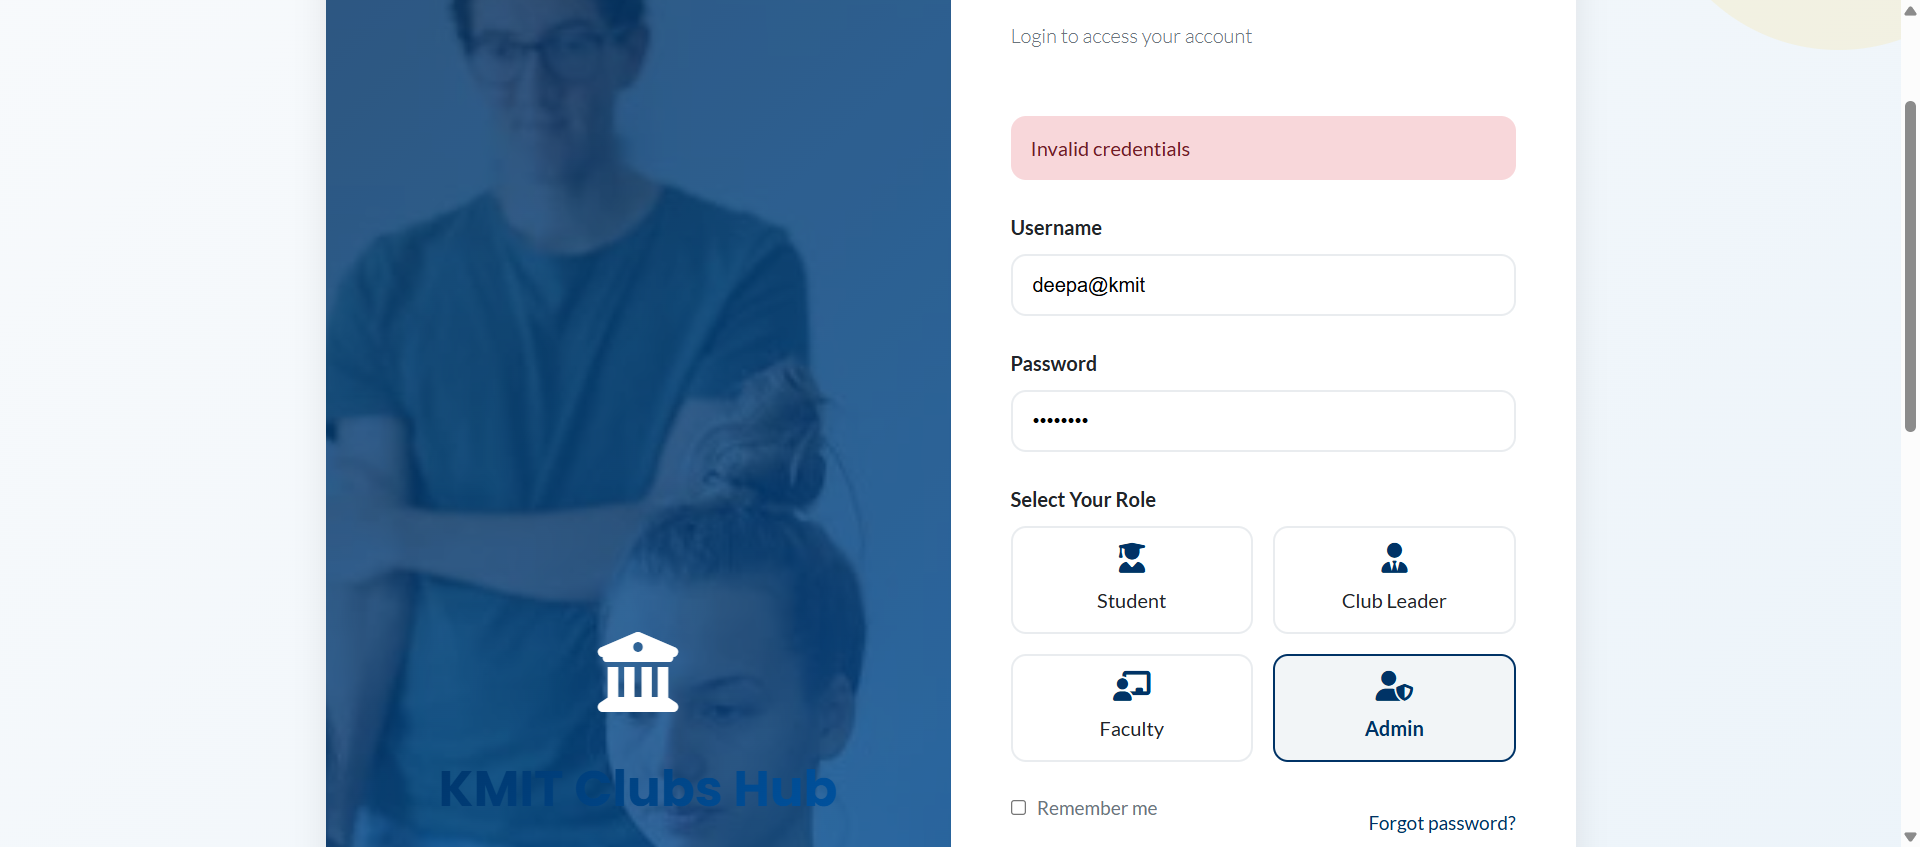 Login to access your account
Invalid credentials
Username
deepa@kmit
Password
••••••••
Select Your Role
Student
Club Leader
Faculty
Admin
Remember me
Forgot password?
KMIT Clubs Hub